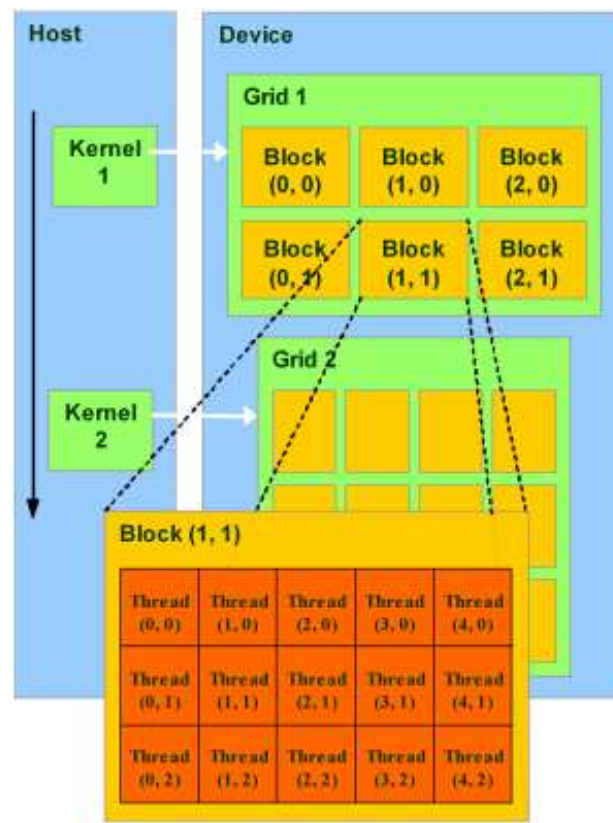 Host
Device
Grid 1
Kernel
1
Block
(0, 0)
Block
(1, 0)
Block
(2, 0)
Block
(0, 1)
Block
(1, 1)
Block
(2, 1)
Grid 2
Kernel
2
Block (1, 1)
Thread
(0, 0)
Thread
(1, 0)
Thread
(2, 0)
Thread
(3, 0)
Thread
(4, 0)
Thread
(0, 1)
Thread
(1, 1)
Thread
(2, 1)
Thread
(3, 1)
Thread
(4, 1)
Thread
(0, 2)
Thread
(1, 2)
Thread
(2, 2)
Thread
(3, 2)
Thread
(4, 2)